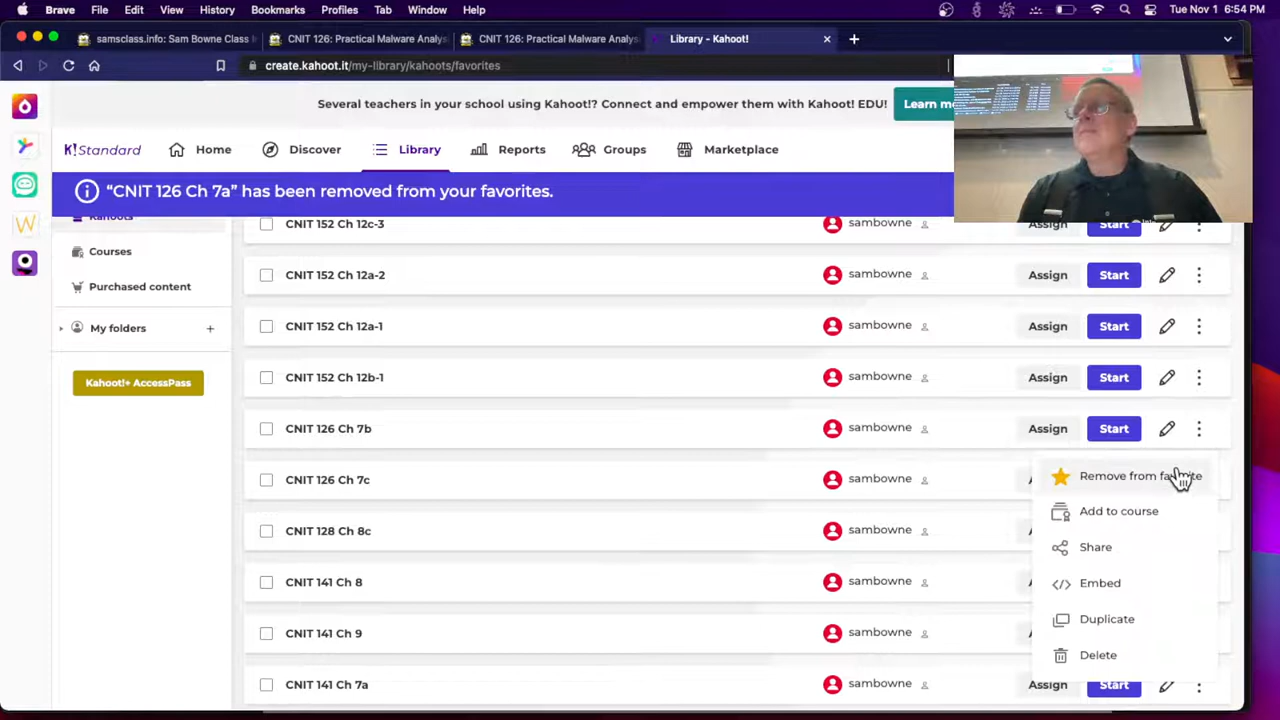 Brave File Edit View History Bookmarks Profiles Tab Window Help Tue Nov 1 6:54 PM
samsclass.info: Sam Bowne Class I CNIT 126: Practical Malware Analys CNIT 126: Practical Malware Analys Library - Kahoot!
create.kahoot.it/my-library/kahoots/favorites
Several teachers in your school using Kahoot!? Connect and empower them with Kahoot! EDU! Learn
K!Standard Home Discover Library Reports Groups Marketplace
"CNIT 126 Ch 7a" has been removed from your favorites.
Kahoots
Courses
Purchased content
My folders
Kahoot!+ AccessPass
CNIT 152 Ch 12c-3 sambowne Assign Start
CNIT 152 Ch 12a-2 sambowne Assign Start
CNIT 152 Ch 12a-1 sambowne Assign Start
CNIT 152 Ch 12b-1 sambowne Assign Start
CNIT 126 Ch 7b sambowne Assign Start
CNIT 126 Ch 7c sambowne
CNIT 128 Ch 8c sambowne
CNIT 141 Ch 8 sambowne
CNIT 141 Ch 9 sambowne
CNIT 141 Ch 7a sambowne Assign Start
Remove from favorite
Add to course
Share
Embed
Duplicate
Delete